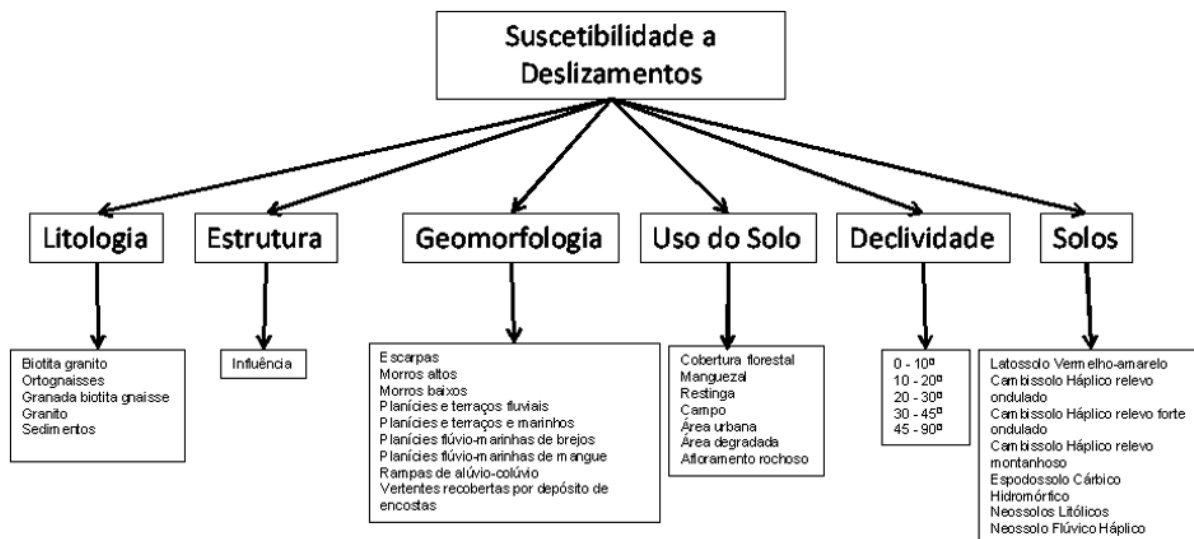 Suscetibilidade a
Deslizamentos
Litologia
Estrutura
Geomorfologia
Uso do Solo
Declividade
Solos
Biotita granito
Ortognaisses
Granada biotita gnaisse
Granito
Sedimentos
Influência
Escarpas
Morros altos
Morros baixos
Planícies e terraços fluviais
Planícies e terraços e marinhos
Planícies flúvio-marinhas de brejos
Planícies flúvio-marinhas de mangue
Rampas de alúvio-colúvio
Vertentes recobertas por depósito de
encostas
Cobertura florestal
Manguezal
Restinga
Campo
Área urbana
Área degradada
Afloramento rochoso
0 - 10º
10 - 20º
20 - 30º
30 - 45º
45 - 90º
Latossolo Vermelho-amarelo
Cambissolo Háplico relevo
ondulado
Cambissolo Háplico relevo forte
ondulado
Cambissolo Háplico relevo
montanhoso
Espodossolo Cárbico
Hidromórfico
Neossolos Litólicos
Neossolo Flúvico Háplico